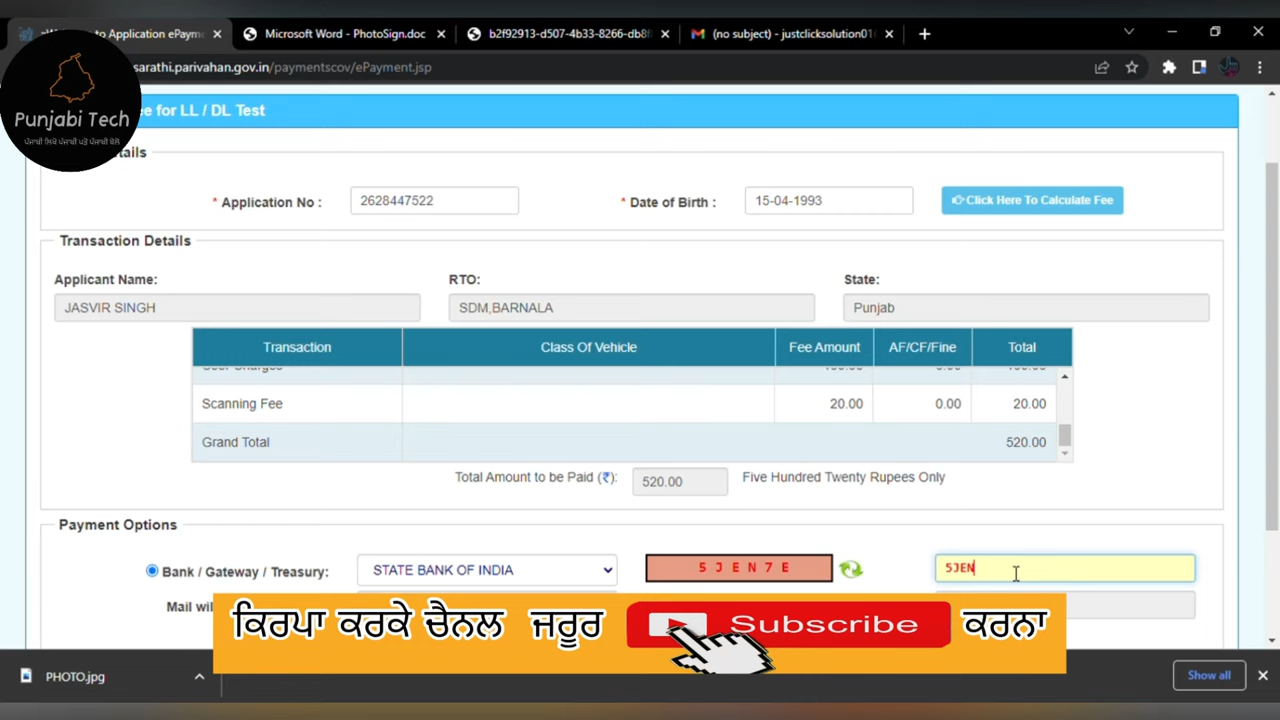 to Application ePaym
Microsoft Word - PhotoSign.doc
b2f92913-d507-4b33-8266-db8f
(no subject) - justclicksolution01
sarathi.parivahan.gov.in/paymentscov/ePayment.jsp
Punjabi Tech
ਪੰਜਾਬੀ ਲਿਖੋ ਪੰਜਾਬੀ ਪੜੋ ਪੰਜਾਬੀ ਬੋਲੋ
ee for LL / DL Test
tails
* Application No : 2628447522 * Date of Birth : 15-04-1993 Click Here To Calculate Fee
Transaction Details
Applicant Name: RTO: State:
JASVIR SINGH SDM,BARNALA Punjab
Transaction Class Of Vehicle Fee Amount AF/CF/Fine Total
Scanning Fee 20.00 0.00 20.00
Grand Total 520.00
Total Amount to be Paid (₹): 520.00 Five Hundred Twenty Rupees Only
Payment Options
Bank / Gateway / Treasury: STATE BANK OF INDIA 5 J E N 7 E 5JEN
Mail wil
ਕਿਰਪਾ ਕਰਕੇ ਚੈਨਲ ਜਰੂਰ Subscribe ਕਰਨਾ
PHOTO.jpg Show all